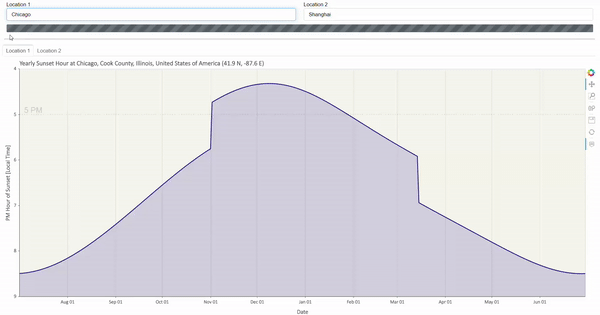 Location 1
Location 2
Chicago
Shanghai
Location 1
Location 2
Yearly Sunset Hour at Chicago, Cook County, Illinois, United States of America (41.9 N, -87.6 E)
4
5 PM
5
6
7
8
9
PM Hour of Sunset [Local Time]
Aug 01
Sep 01
Oct 01
Nov 01
Dec 01
Jan 01
Feb 01
Mar 01
Apr 01
May 01
Jun 01
Date